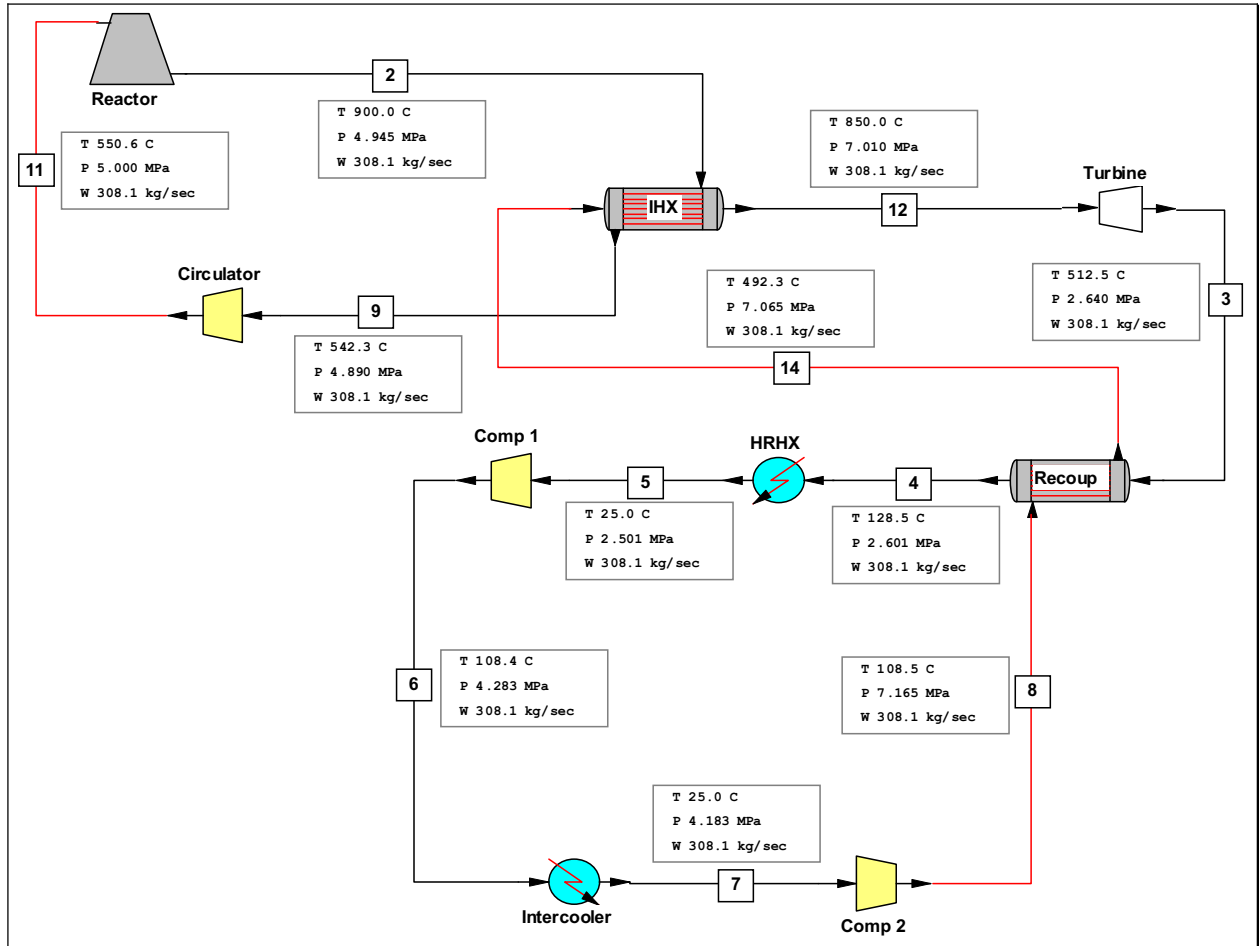 2
Reactor
T 900.0 C
P 4.945 MPa
W 308.1 kg/sec
T 850.0 C
P 7.010 MPa
W 308.1 kg/sec
T 550.6 C
P 5.000 MPa
W 308.1 kg/sec
11
Turbine
IHX
12
Circulator
T 492.3 C
P 7.065 MPa
W 308.1 kg/sec
T 512.5 C
P 2.640 MPa
W 308.1 kg/sec
3
9
T 542.3 C
P 4.890 MPa
W 308.1 kg/sec
14
Comp 1
HRHX
5
4
Recoup
T 25.0 C
P 2.501 MPa
W 308.1 kg/sec
T 128.5 C
P 2.601 MPa
W 308.1 kg/sec
6
T 108.4 C
P 4.283 MPa
W 308.1 kg/sec
T 108.5 C
P 7.165 MPa
W 308.1 kg/sec
8
T 25.0 C
P 4.183 MPa
W 308.1 kg/sec
7
Intercooler
Comp 2